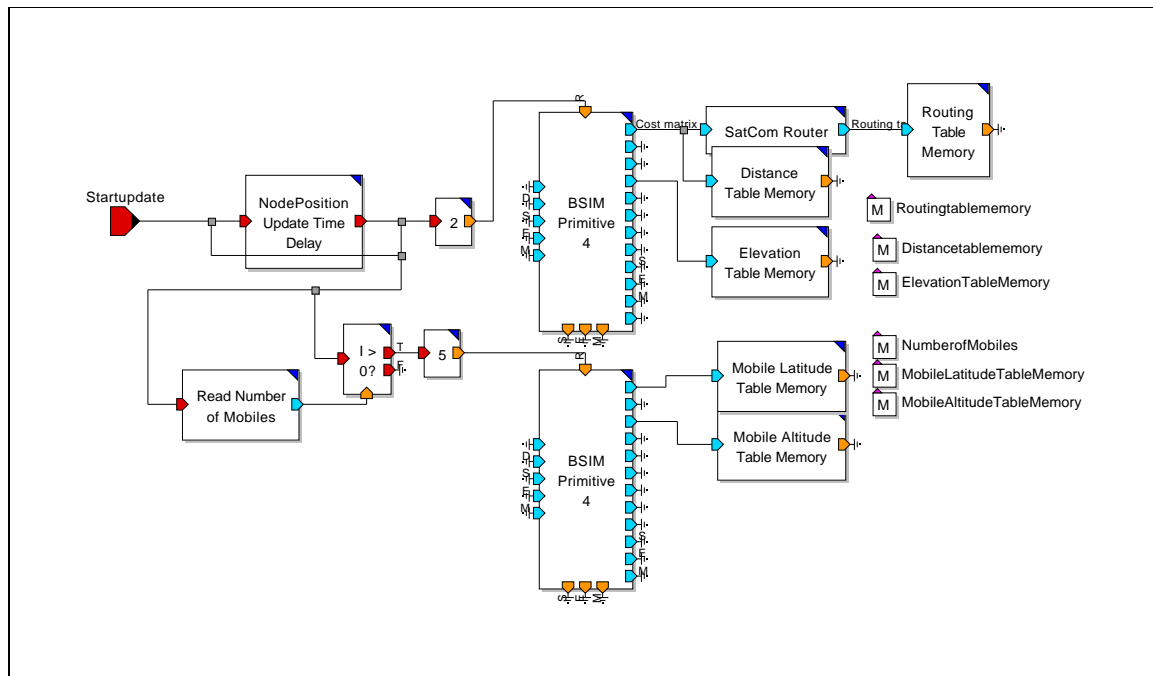 Startupdate
NodePosition
Update Time
Delay
2
R
BSIM
Primitive
4
D
S
F
M
S
F
M
S
F
M
Cost matrix
SatCom Router
Routing ta
Routing
Table
Memory
Distance
Table Memory
Elevation
Table Memory
M
Routingtablememory
M
Distancetablememory
M
ElevationTableMemory
Read Number
of Mobiles
I >
0?
T
F
5
R
BSIM
Primitive
4
D
S
F
M
S
F
M
S
F
M
Mobile Latitude
Table Memory
Mobile Altitude
Table Memory
M
NumberofMobiles
M
MobileLatitudeTableMemory
M
MobileAltitudeTableMemory